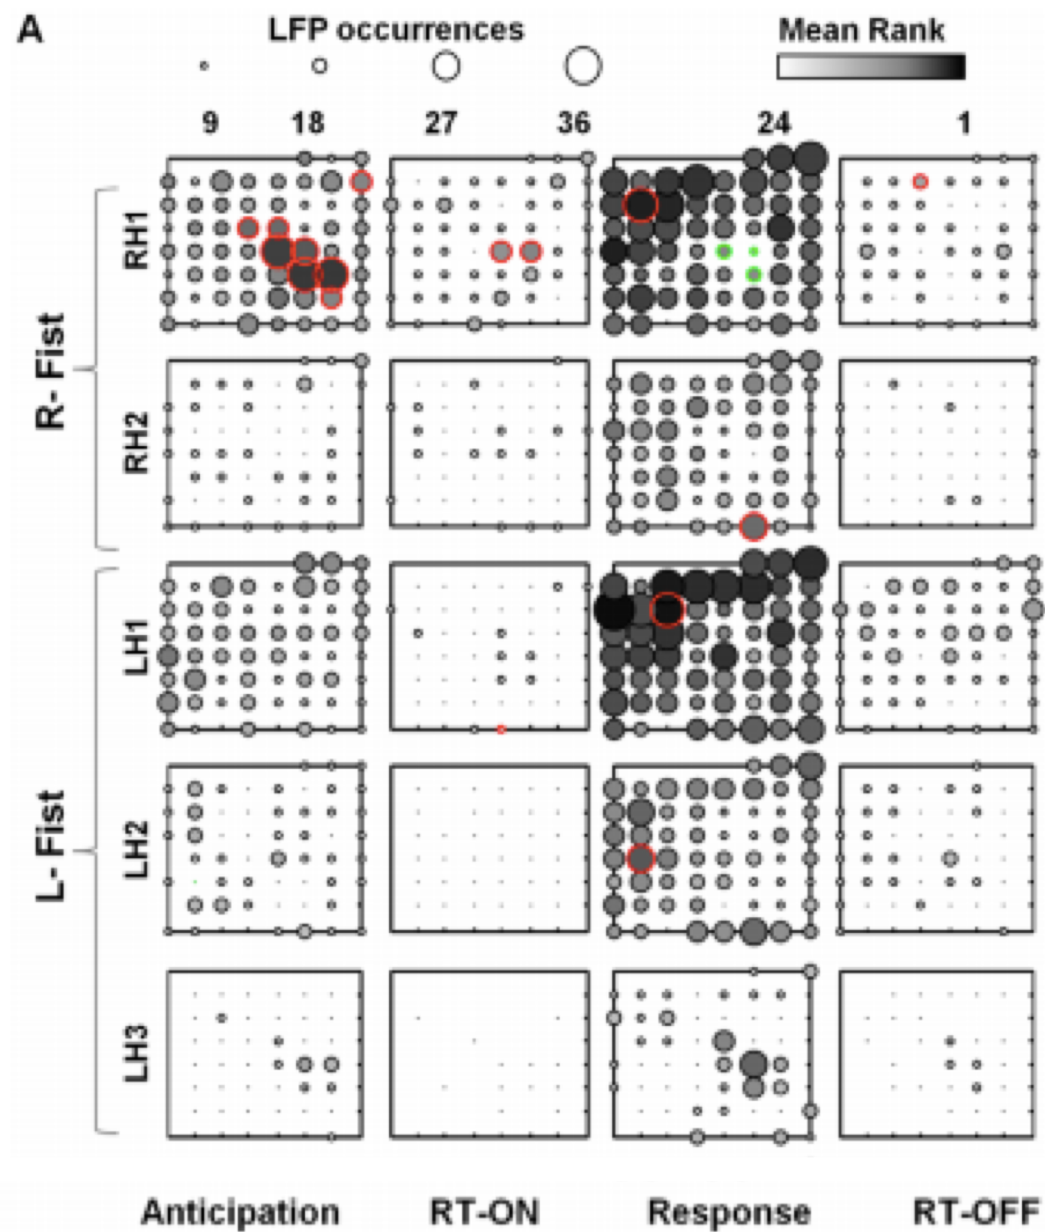 A
LFP occurrences
Mean Rank
9 18 27 36 24 1
R- Fist
RH1
RH2
L- Fist
LH1
LH2
LH3
Anticipation RT-ON Response RT-OFF